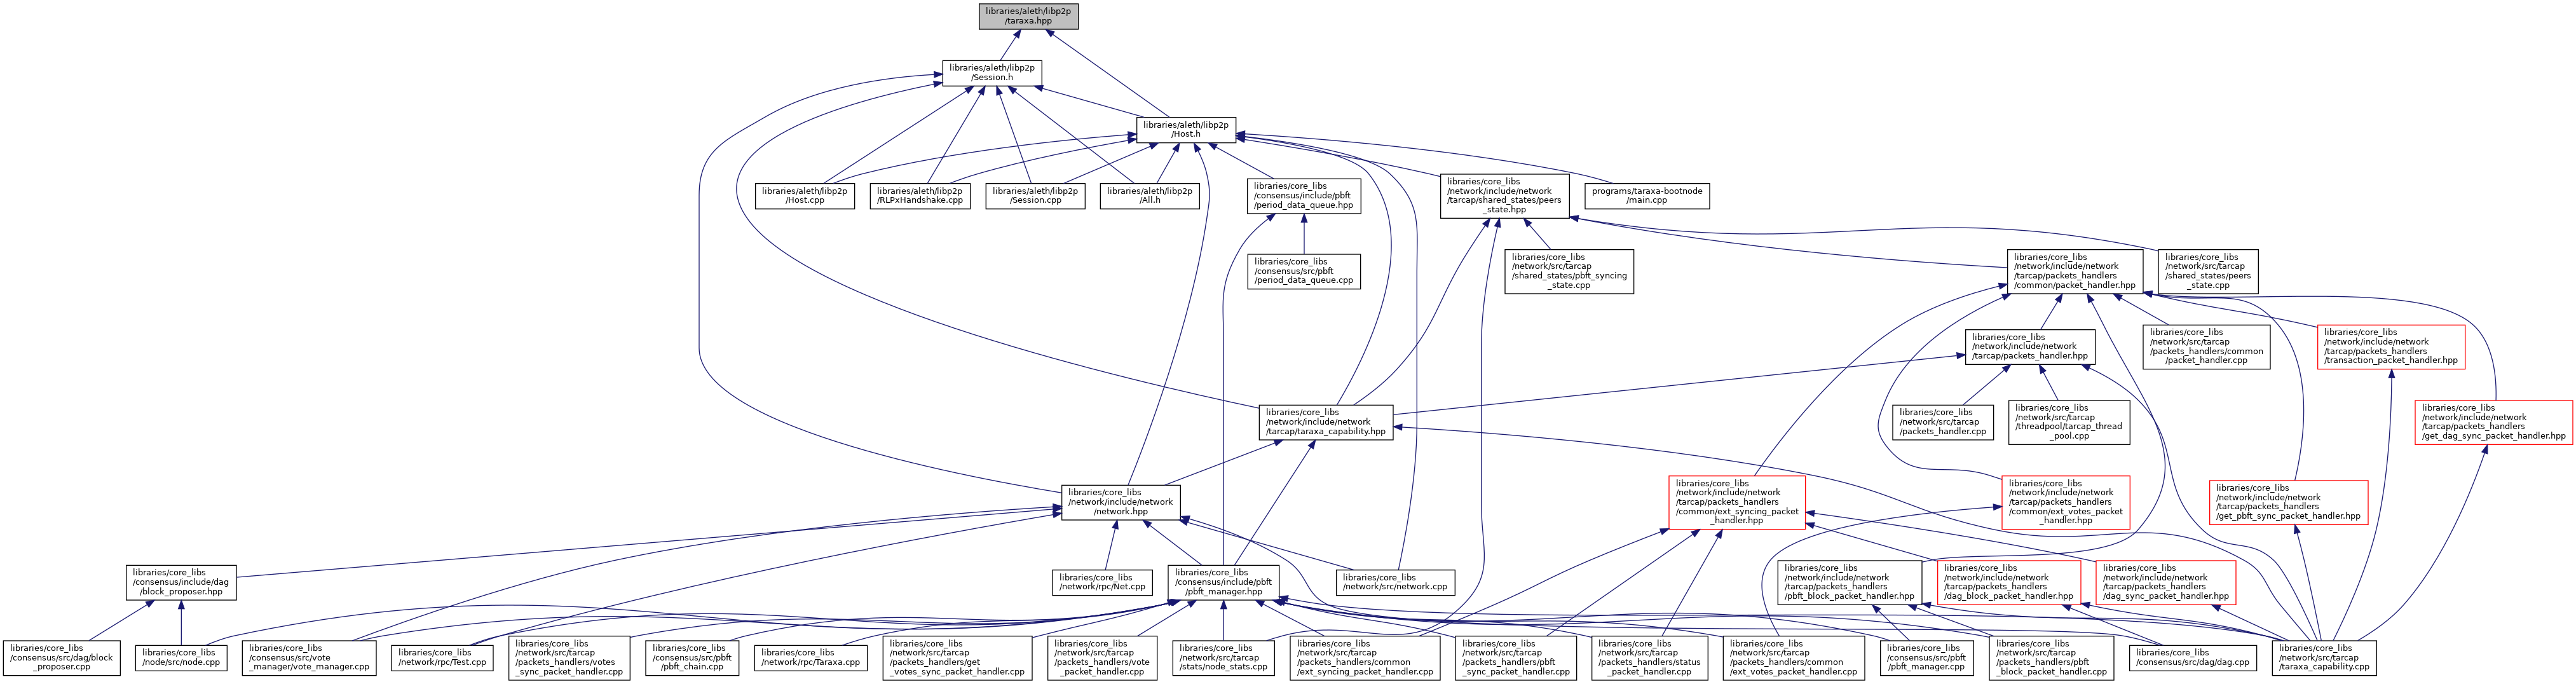 libraries/aleth/libp2p
/taraxa.hpp
libraries/aleth/libp2p
/Session.h
libraries/aleth/libp2p
/Host.h
libraries/aleth/libp2p
/Host.cpp
libraries/aleth/libp2p
/RLPxHandshake.cpp
libraries/aleth/libp2p
/Session.cpp
libraries/aleth/libp2p
/All.h
libraries/core_libs
/consensus/include/pbft
/period_data_queue.hpp
libraries/core_libs
/network/include/network
/tarcap/shared_states/peers
_state.hpp
programs/taraxa-bootnode
/main.cpp
libraries/core_libs
/consensus/src/pbft
/period_data_queue.cpp
libraries/core_libs
/network/src/tarcap
/shared_states/pbft_syncing
_state.cpp
libraries/core_libs
/network/include/network
/tarcap/packets_handlers
/common/packet_handler.hpp
libraries/core_libs
/network/src/tarcap
/shared_states/peers
_state.cpp
libraries/core_libs
/network/include/network
/tarcap/packets_handler.hpp
libraries/core_libs
/network/src/tarcap
/packets_handlers/common
/packet_handler.cpp
libraries/core_libs
/network/include/network
/tarcap/packets_handlers
/transaction_packet_handler.hpp
libraries/core_libs
/network/include/network
/tarcap/taraxa_capability.hpp
libraries/core_libs
/network/src/tarcap
/packets_handler.cpp
libraries/core_libs
/network/src/tarcap
/threadpool/tarcap_thread
_pool.cpp
libraries/core_libs
/network/include/network
/tarcap/packets_handlers
/get_dag_sync_packet_handler.hpp
libraries/core_libs
/network/include/network
/network.hpp
libraries/core_libs
/network/include/network
/tarcap/packets_handlers
/common/ext_syncing_packet
_handler.hpp
libraries/core_libs
/network/include/network
/tarcap/packets_handlers
/common/ext_votes_packet
_handler.hpp
libraries/core_libs
/network/include/network
/tarcap/packets_handlers
/get_pbft_sync_packet_handler.hpp
libraries/core_libs
/consensus/include/dag
/block_proposer.hpp
libraries/core_libs
/network/rpc/Net.cpp
libraries/core_libs
/consensus/include/pbft
/pbft_manager.hpp
libraries/core_libs
/network/src/network.cpp
libraries/core_libs
/network/include/network
/tarcap/packets_handlers
/pbft_block_packet_handler.hpp
libraries/core_libs
/network/include/network
/tarcap/packets_handlers
/dag_block_packet_handler.hpp
libraries/core_libs
/network/include/network
/tarcap/packets_handlers
/dag_sync_packet_handler.hpp
libraries/core_libs
/consensus/src/dag/block
_proposer.cpp
libraries/core_libs
/node/src/node.cpp
libraries/core_libs
/consensus/src/vote
_manager/vote_manager.cpp
libraries/core_libs
/network/rpc/Test.cpp
libraries/core_libs
/network/src/tarcap
/packets_handlers/votes
_sync_packet_handler.cpp
libraries/core_libs
/consensus/src/pbft
/pbft_chain.cpp
libraries/core_libs
/network/rpc/Taraxa.cpp
libraries/core_libs
/network/src/tarcap
/packets_handlers/get
_votes_sync_packet_handler.cpp
libraries/core_libs
/network/src/tarcap
/packets_handlers/vote
_packet_handler.cpp
libraries/core_libs
/network/src/tarcap
/stats/node_stats.cpp
libraries/core_libs
/network/src/tarcap
/packets_handlers/common
/ext_syncing_packet_handler.cpp
libraries/core_libs
/network/src/tarcap
/packets_handlers/pbft
_sync_packet_handler.cpp
libraries/core_libs
/network/src/tarcap
/packets_handlers/status
_packet_handler.cpp
libraries/core_libs
/network/src/tarcap
/packets_handlers/common
/ext_votes_packet_handler.cpp
libraries/core_libs
/consensus/src/pbft
/pbft_manager.cpp
libraries/core_libs
/network/src/tarcap
/packets_handlers/pbft
_block_packet_handler.cpp
libraries/core_libs
/consensus/src/dag/dag.cpp
libraries/core_libs
/network/src/tarcap
/taraxa_capability.cpp